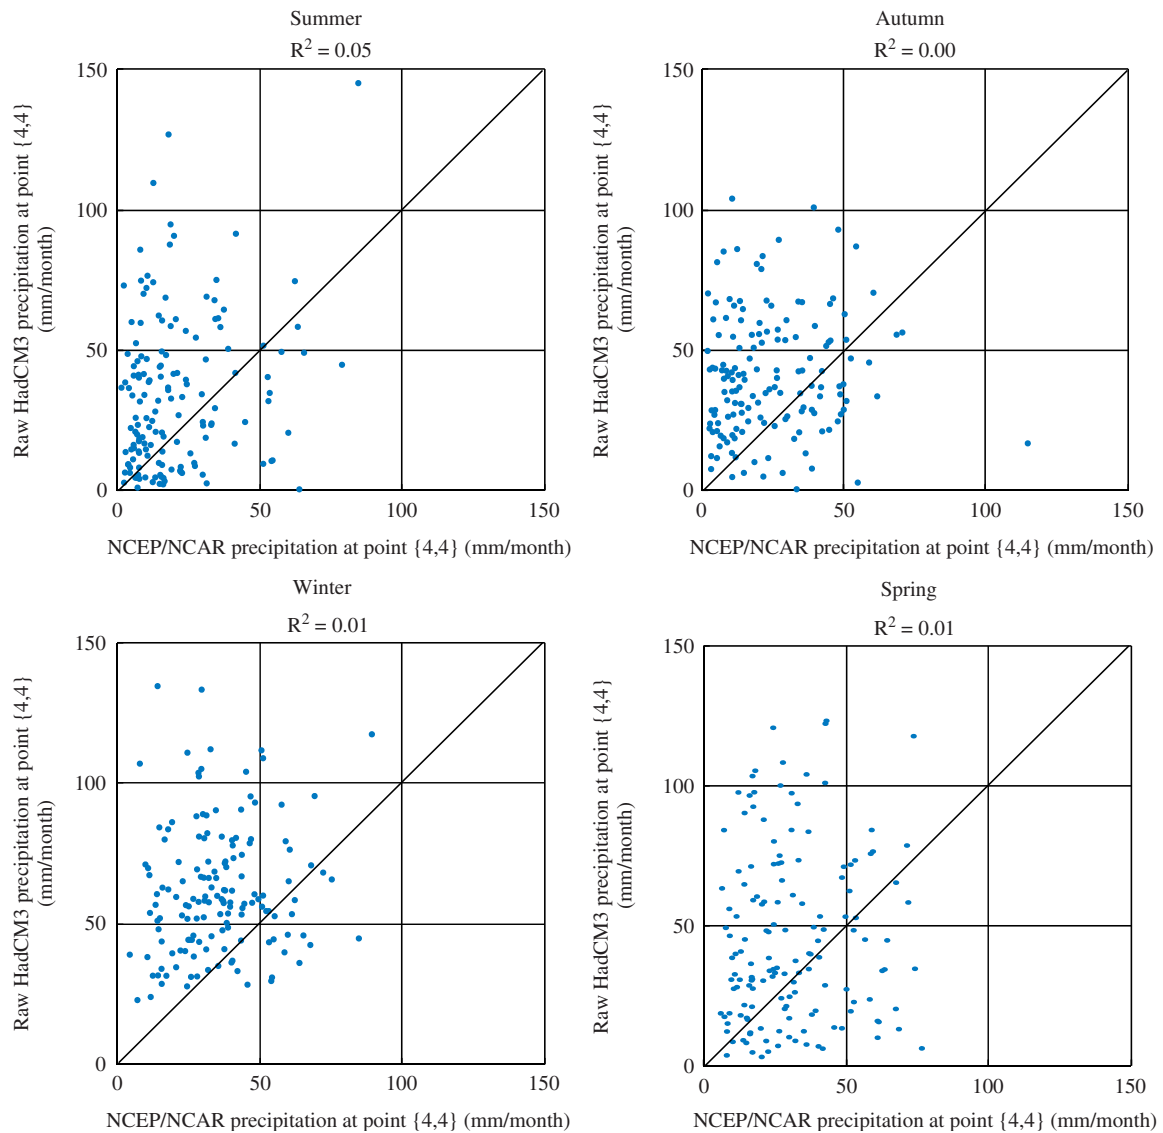 Summer
R² = 0.05
150
100
50
0
0 50 100 150
Raw HadCM3 precipitation at point {4,4}
(mm/month)
NCEP/NCAR precipitation at point {4,4} (mm/month)
Autumn
R² = 0.00
150
100
50
0
0 50 100 150
Raw HadCM3 precipitation at point {4,4}
(mm/month)
NCEP/NCAR precipitation at point {4,4} (mm/month)
Winter
R² = 0.01
150
100
50
0
0 50 100 150
Raw HadCM3 precipitation at point {4,4}
(mm/month)
NCEP/NCAR precipitation at point {4,4} (mm/month)
Spring
R² = 0.01
150
100
50
0
0 50 100 150
Raw HadCM3 precipitation at point {4,4}
(mm/month)
NCEP/NCAR precipitation at point {4,4} (mm/month)